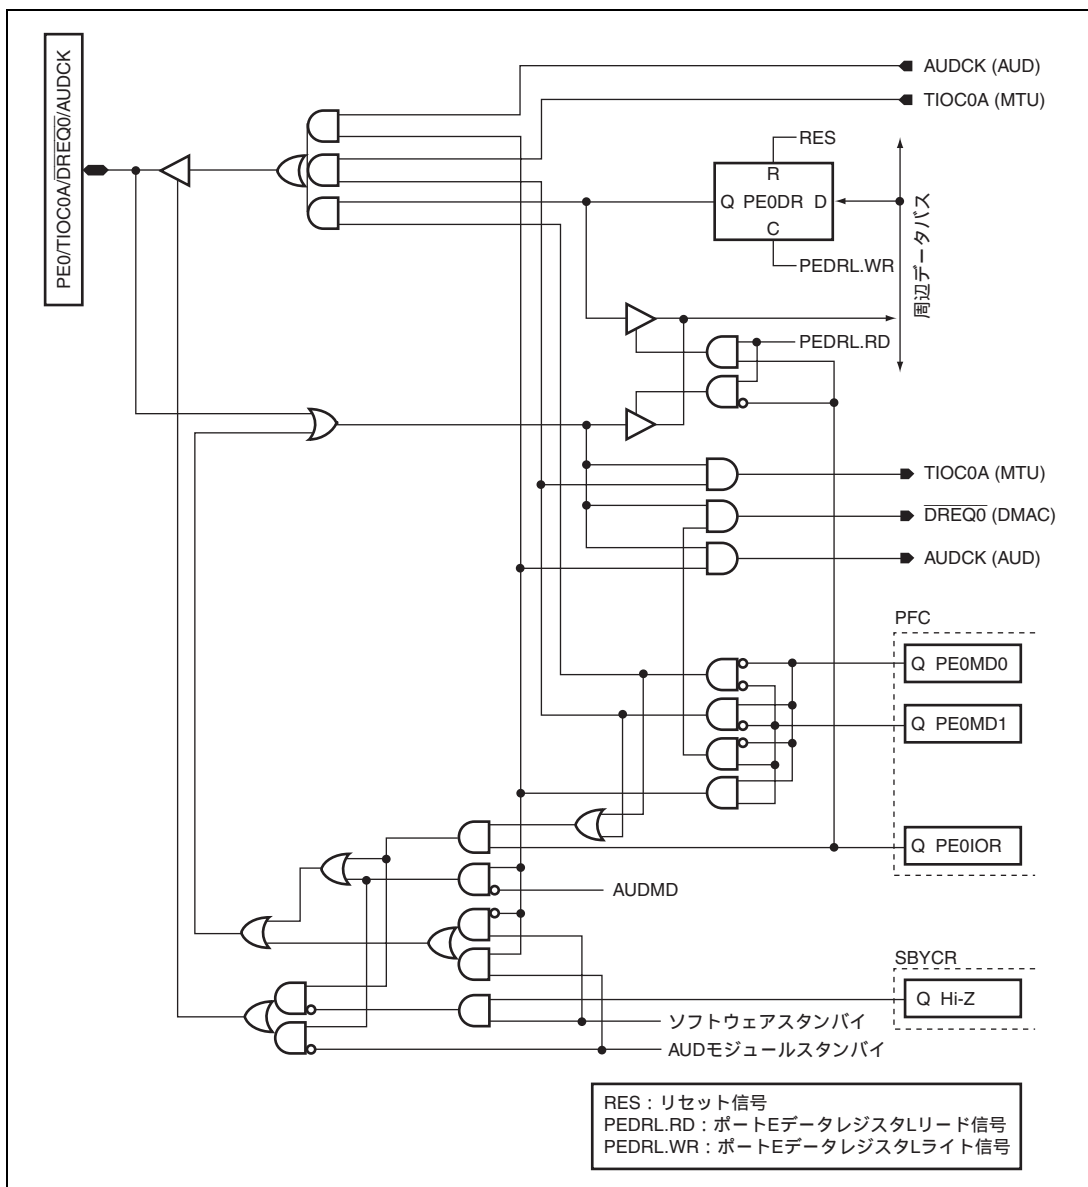 PE0/TIOC0A/DREQ0/AUDCK
AUDCK (AUD)
TIOC0A (MTU)
RES
R
Q PE0DR D
C
PEDRL.WR
周辺データバス
PEDRL.RD
TIOC0A (MTU)
DREQ0 (DMAC)
AUDCK (AUD)
PFC
Q PE0MD0
Q PE0MD1
Q PE0IOR
AUDMD
SBYCR
Q Hi-Z
ソフトウェアスタンバイ
AUDモジュールスタンバイ
RES : リセット信号
PEDRL.RD : ポートEデータレジスタLリード信号
PEDRL.WR : ポートEデータレジスタLライト信号